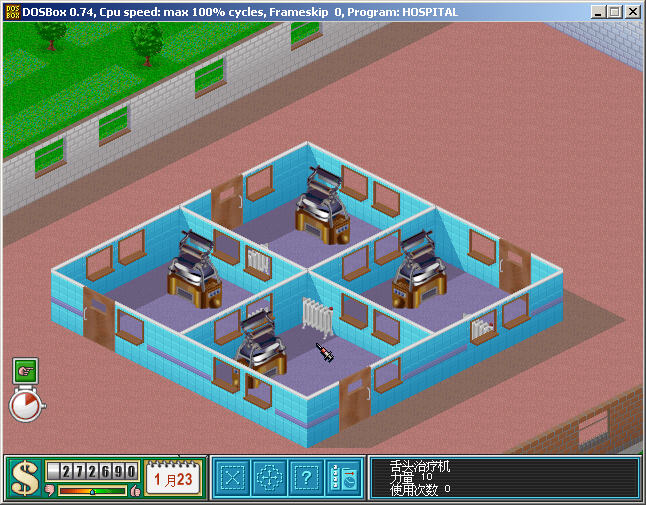 DOSBox 0.74, Cpu speed: max 100% cycles, Frameskip 0, Program: HOSPITAL
$ 272690
1月23
?
舌头治疗机
力量 10
使用次数 0